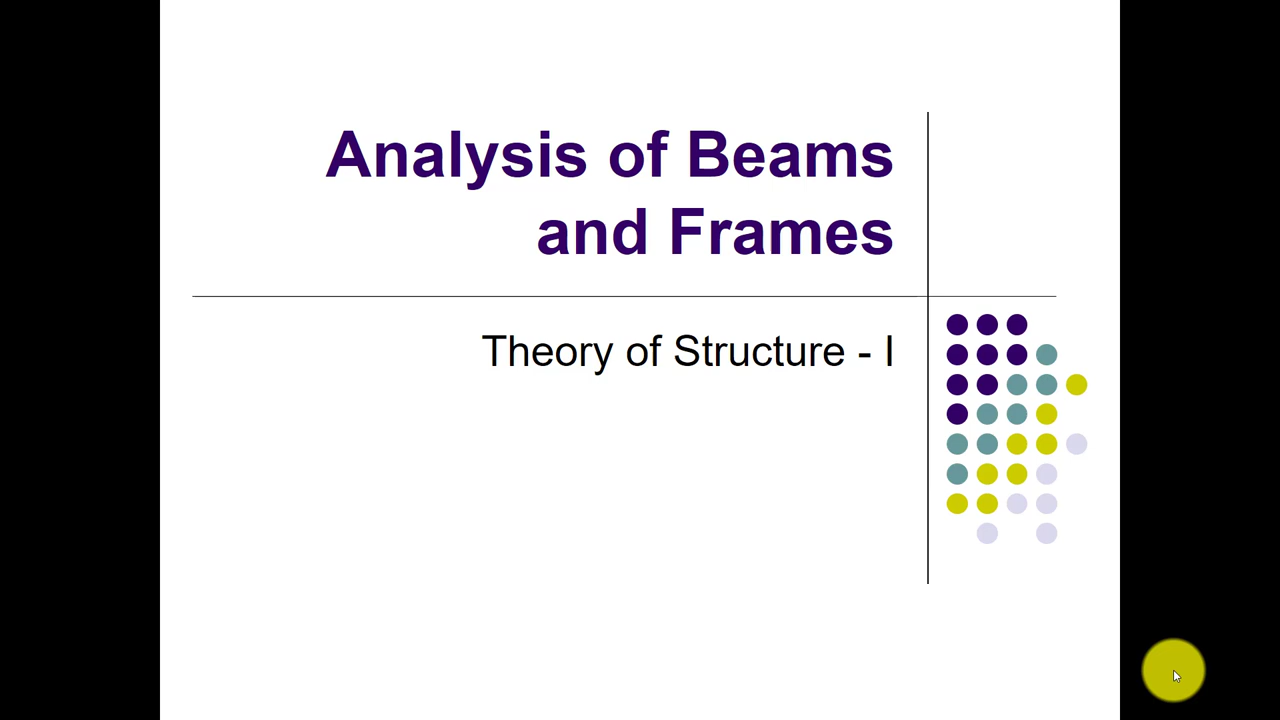 Analysis of Beams
and Frames
Theory of Structure - I